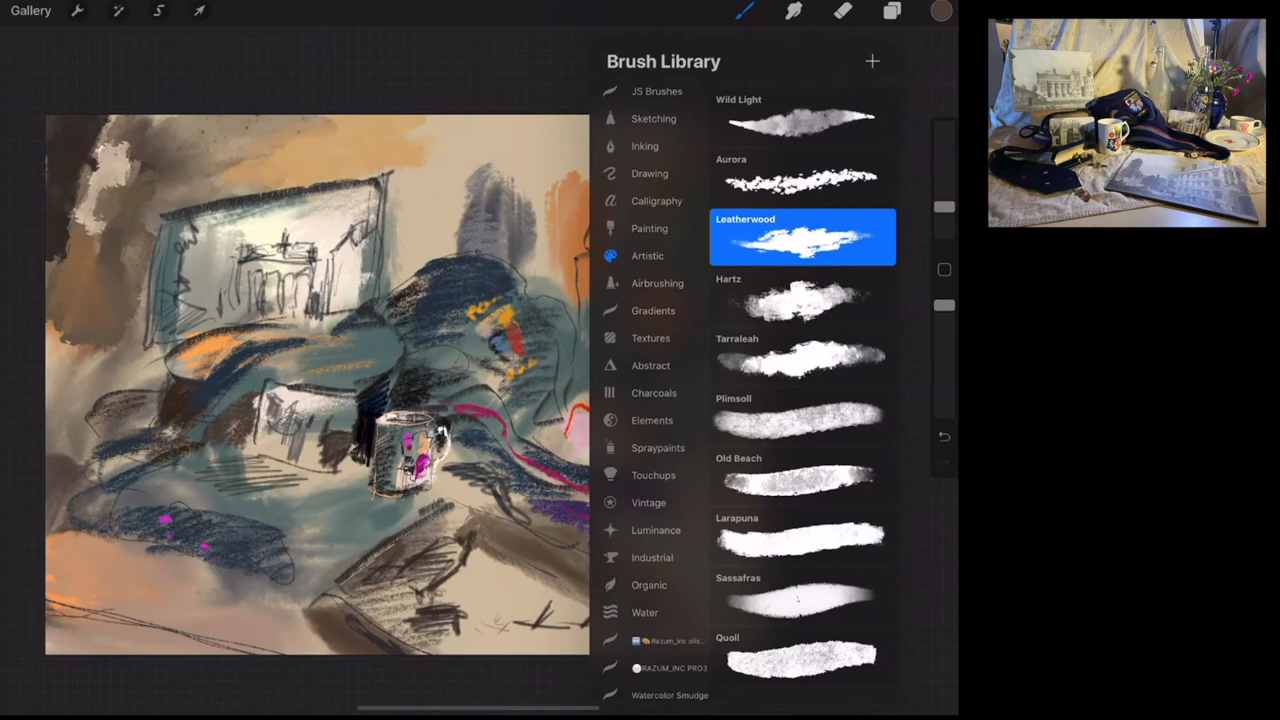 Gallery
Brush Library
JS Brushes
Sketching
Inking
Drawing
Calligraphy
Painting
Artistic
Airbrushing
Gradients
Textures
Abstract
Charcoals
Elements
Spraypaints
Touchups
Vintage
Luminance
Industrial
Organic
Water
Razum_Inc oils...
RAZUM_INC PRO3
Watercolor Smudge
Wild Light
Aurora
Leatherwood
Hartz
Tarraleah
Plimsoll
Old Beach
Larapuna
Sassafras
Quoll